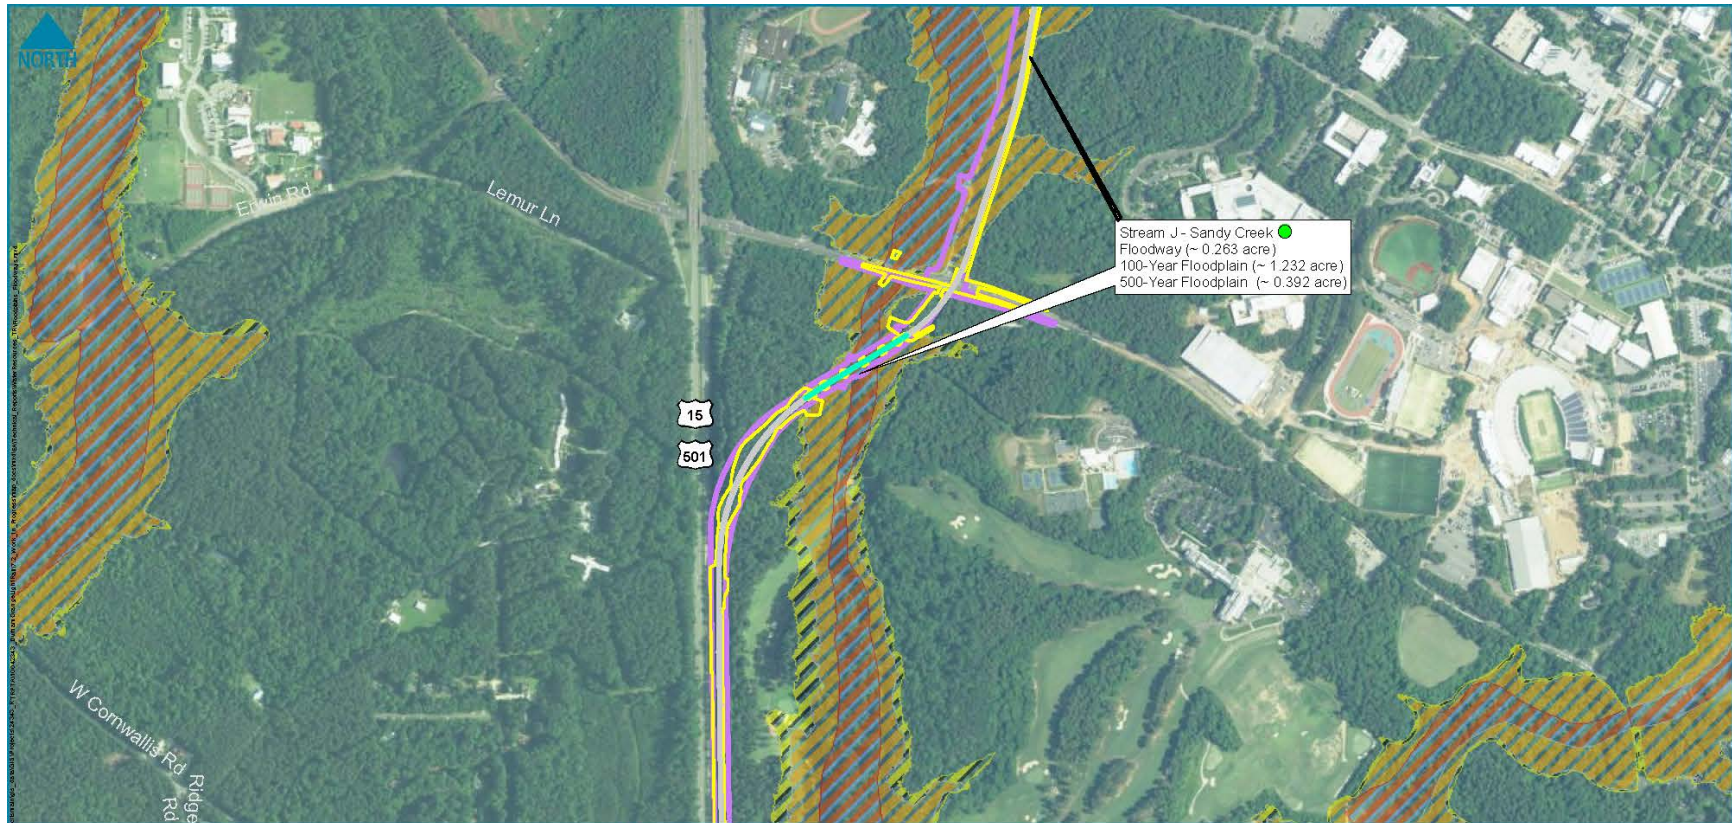 NORTH
Erwin Rd
Lemur Ln
Stream J - Sandy Creek
Floodway (~ 0.263 acre)
100-Year Floodplain (~ 1.232 acre)
500-Year Floodplain (~ 0.392 acre)
15
501
W Cornwallis Rd
Ridge
Rd